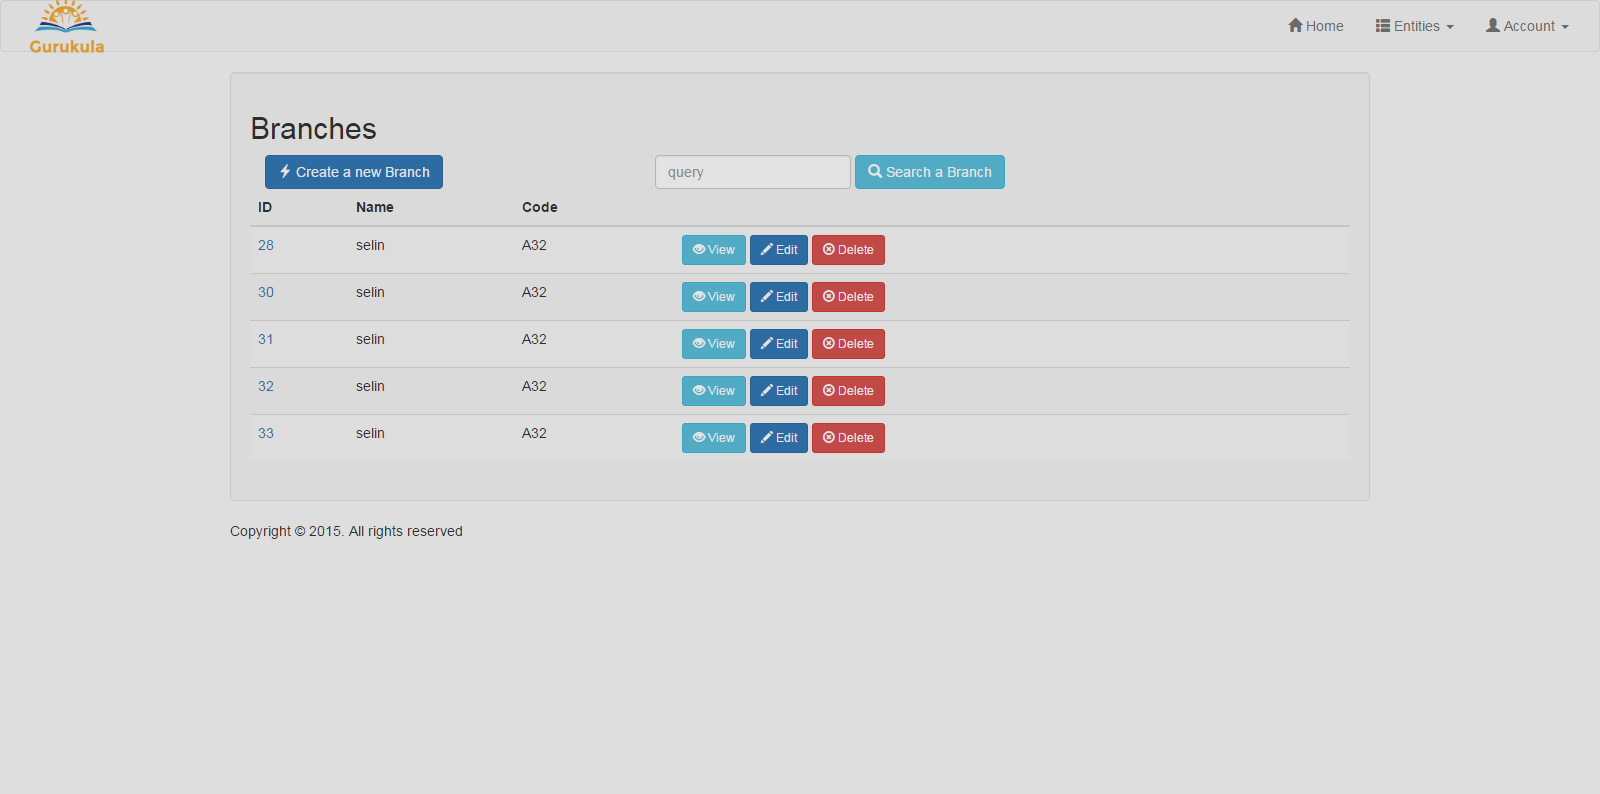 Gurukula
Home Entities Account
Branches
Create a new Branch query Search a Branch
ID Name Code
28 selin A32 View Edit Delete
30 selin A32 View Edit Delete
31 selin A32 View Edit Delete
32 selin A32 View Edit Delete
33 selin A32 View Edit Delete
Copyright © 2015. All rights reserved